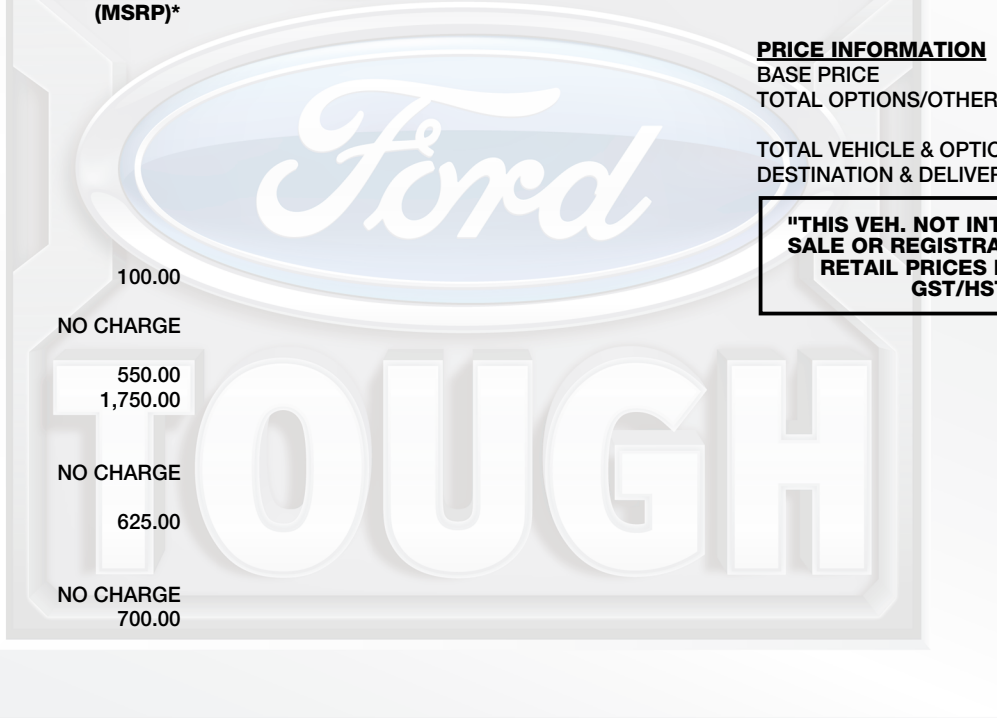 (MSRP)*
100.00
NO CHARGE
550.00
1,750.00
NO CHARGE
625.00
NO CHARGE
700.00
PRICE INFORMATION
BASE PRICE
TOTAL OPTIONS/OTHER
TOTAL VEHICLE & OPTIO
DESTINATION & DELIVER
"THIS VEH. NOT INT
SALE OR REGISTRA
RETAIL PRICES
GST/HST
Ford
TOUGH